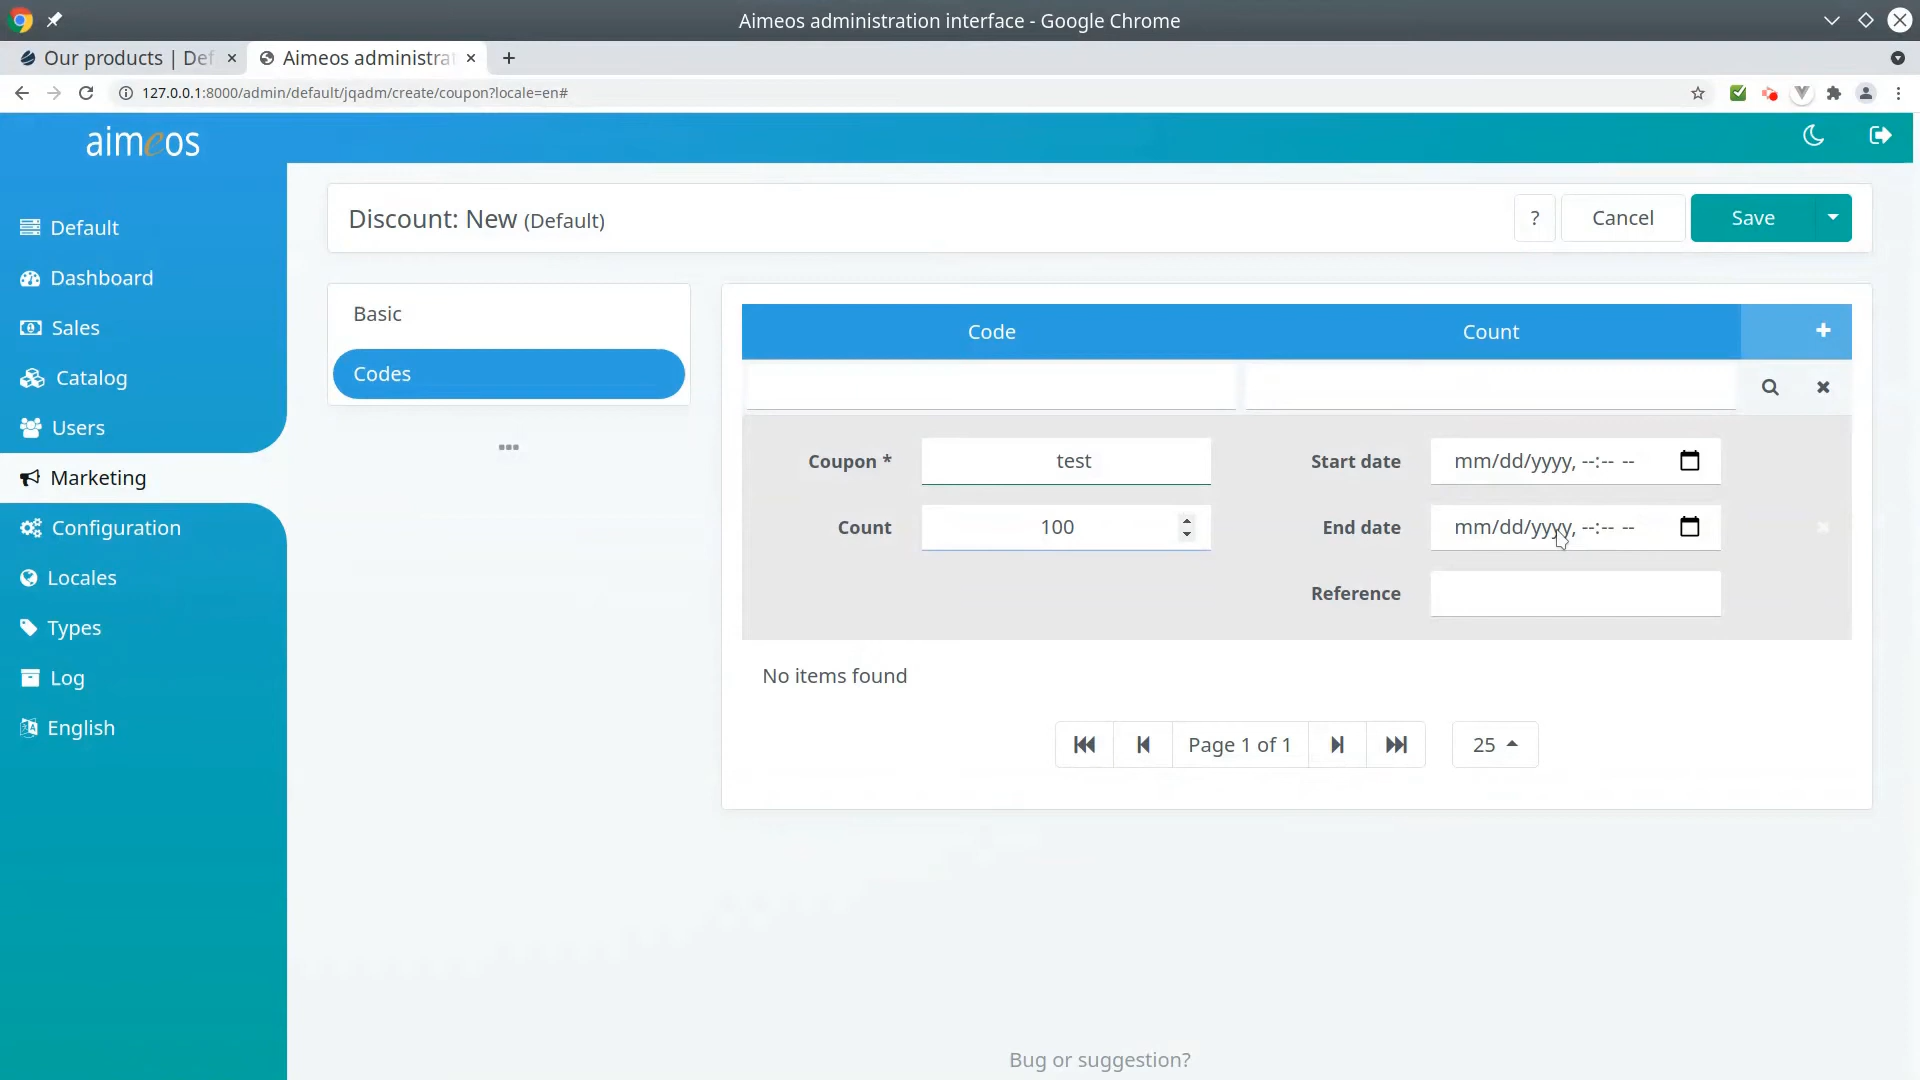 Aimeos administration interface - Google Chrome
Our products | Def
Aimeos administra
127.0.0.1:8000/admin/default/jqadm/create/coupon?locale=en#
aimeos
Default
Dashboard
Sales
Catalog
Users
Marketing
Configuration
Locales
Types
Log
English
Discount: New (Default)
?
Cancel
Save
Basic
Codes
Code
Count
Coupon *
test
Start date
mm/dd/yyyy, --:-- --
Count
100
End date
mm/dd/yyyy, --:-- --
Reference
No items found
Page 1 of 1
25
Bug or suggestion?